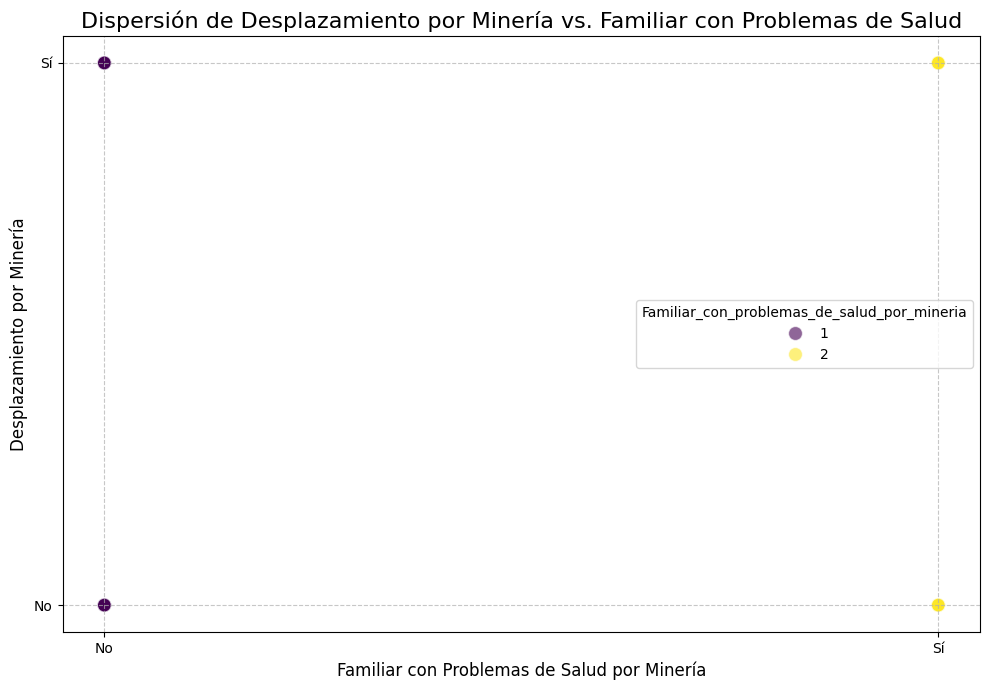 Dispersión de Desplazamiento por Minería vs. Familiar con Problemas de Salud
Sí
Desplazamiento por Minería
Familiar_con_problemas_de_salud_por_mineria
1
2
No
No
Sí
Familiar con Problemas de Salud por Minería